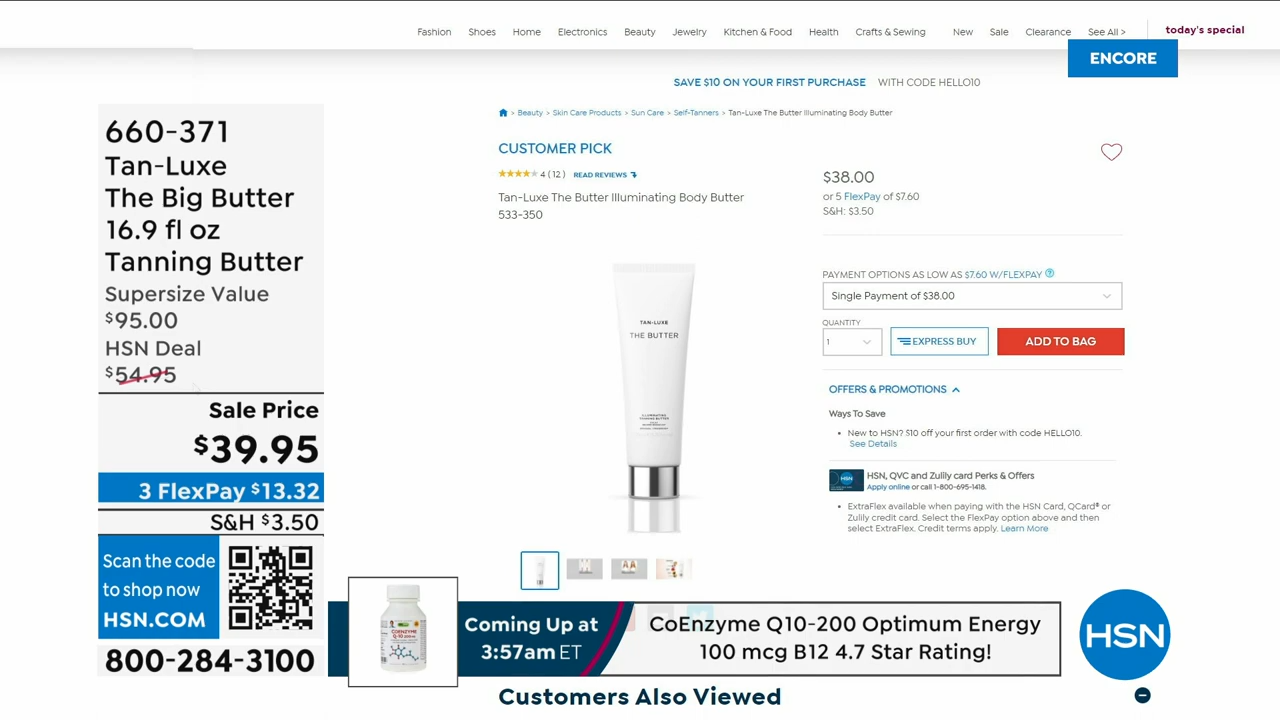 Fashion Shoes Home Electronics Beauty Jewelry Kitchen & Food Health Crafts & Sewing New Sale Clearance See All > today's special
ENCORE
SAVE $10 ON YOUR FIRST PURCHASE WITH CODE HELLO10
> Beauty > Skin Care Products > Sun Care > Self-Tanners > Tan-Luxe The Butter Illuminating Body Butter
660-371
Tan-Luxe
The Big Butter
16.9 fl oz
Tanning Butter
Supersize Value
$95.00
HSN Deal
$54.95
Sale Price
$39.95
3 FlexPay $13.32
S&H $3.50
Scan the code
to shop now
HSN.COM
800-284-3100
CUSTOMER PICK
4 (12) READ REVIEWS
Tan-Luxe The Butter Illuminating Body Butter
533-350
TAN-LUXE
THE BUTTER
$38.00
or 5 FlexPay of $7.60
S&H: $3.50
PAYMENT OPTIONS AS LOW AS $7.60 W/FLEXPAY ?
Single Payment of $38.00
QUANTITY
1 EXPRESS BUY ADD TO BAG
OFFERS & PROMOTIONS
Ways To Save
• New to HSN? $10 off your first order with code HELLO10.
See Details
HSN
HSN, QVC and Zulily card Perks & Offers
Apply online or call 1-800-695-1418.
• ExtraFlex available when paying with the HSN Card, QCard® or
Zulily credit card. Select the FlexPay option above and then
select ExtraFlex. Credit terms apply. Learn More
COENZYME
Coming Up at
3:57am ET
CoEnzyme Q10-200 Optimum Energy
100 mcg B12 4.7 Star Rating!
HSN
Customers Also Viewed